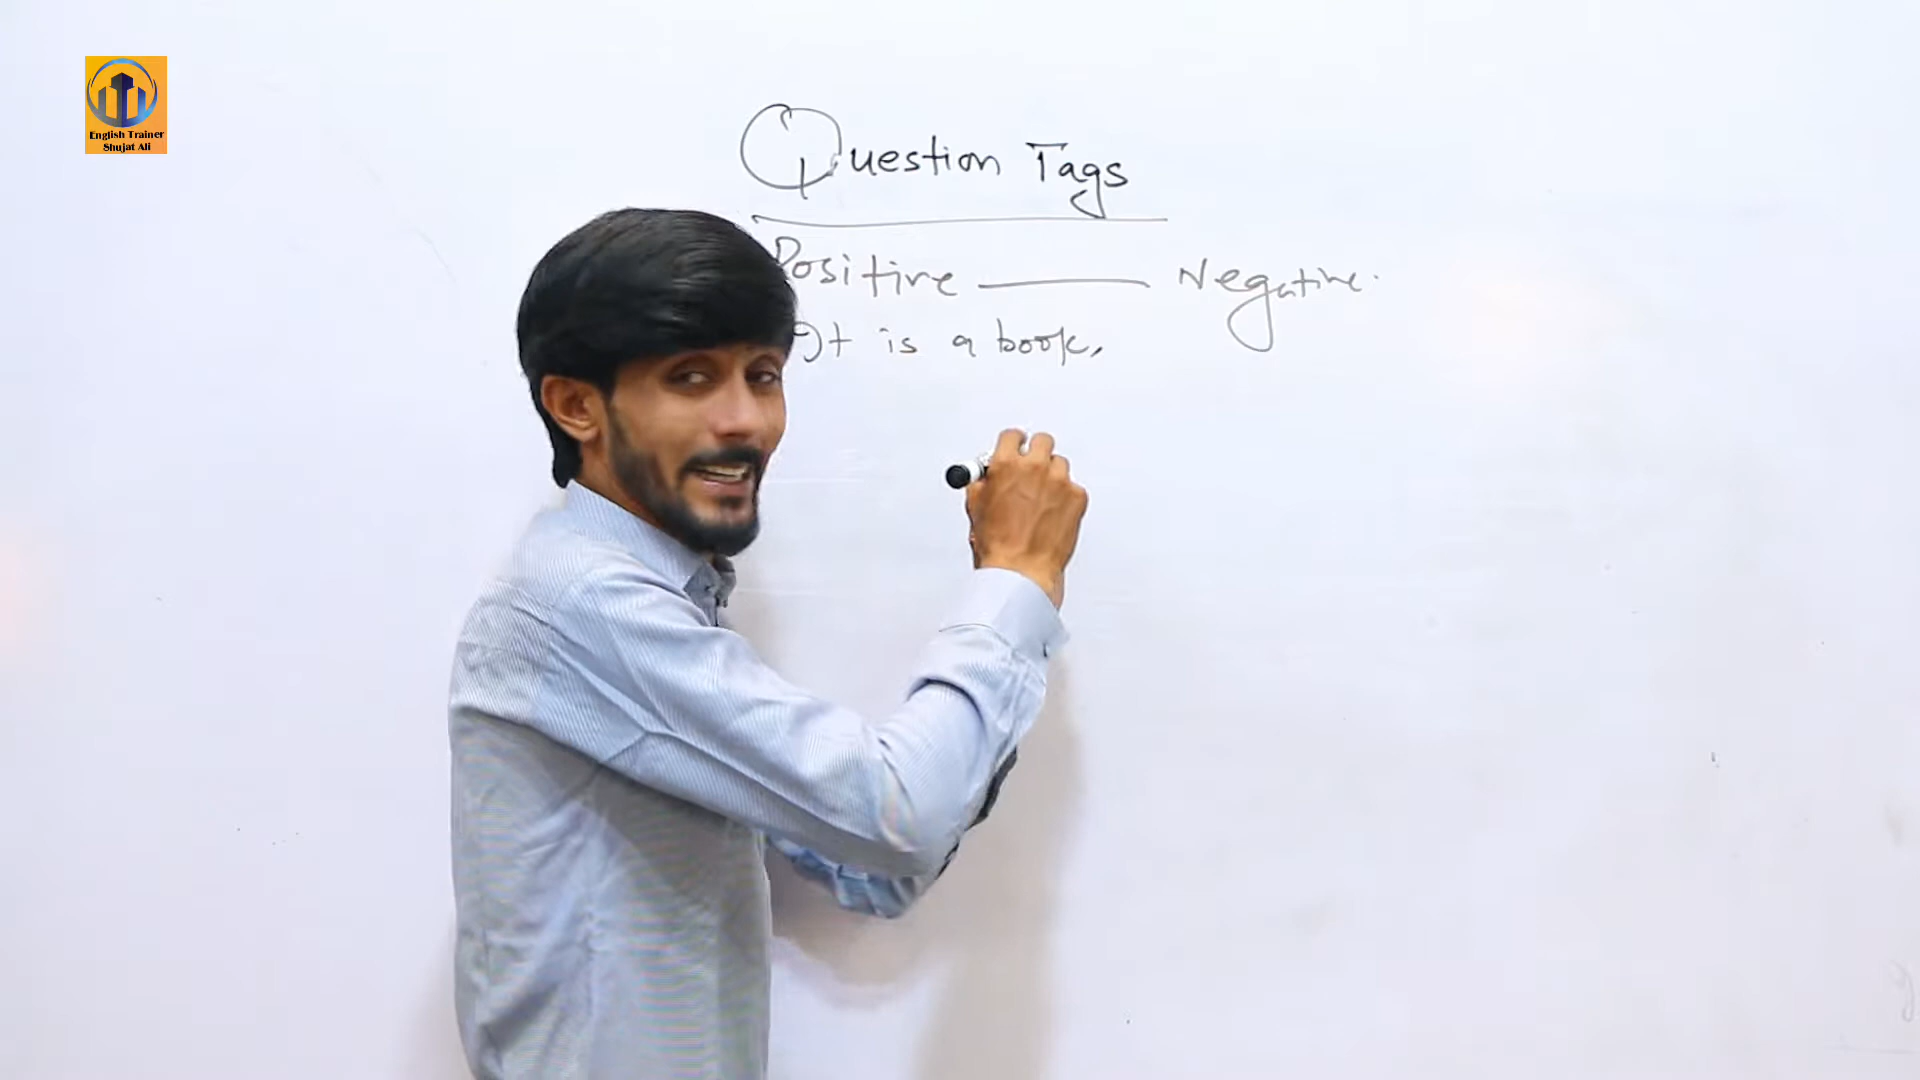 English Trainer
Shujat Ali
Question Tags
Positive ——— Negative.
It is a book,